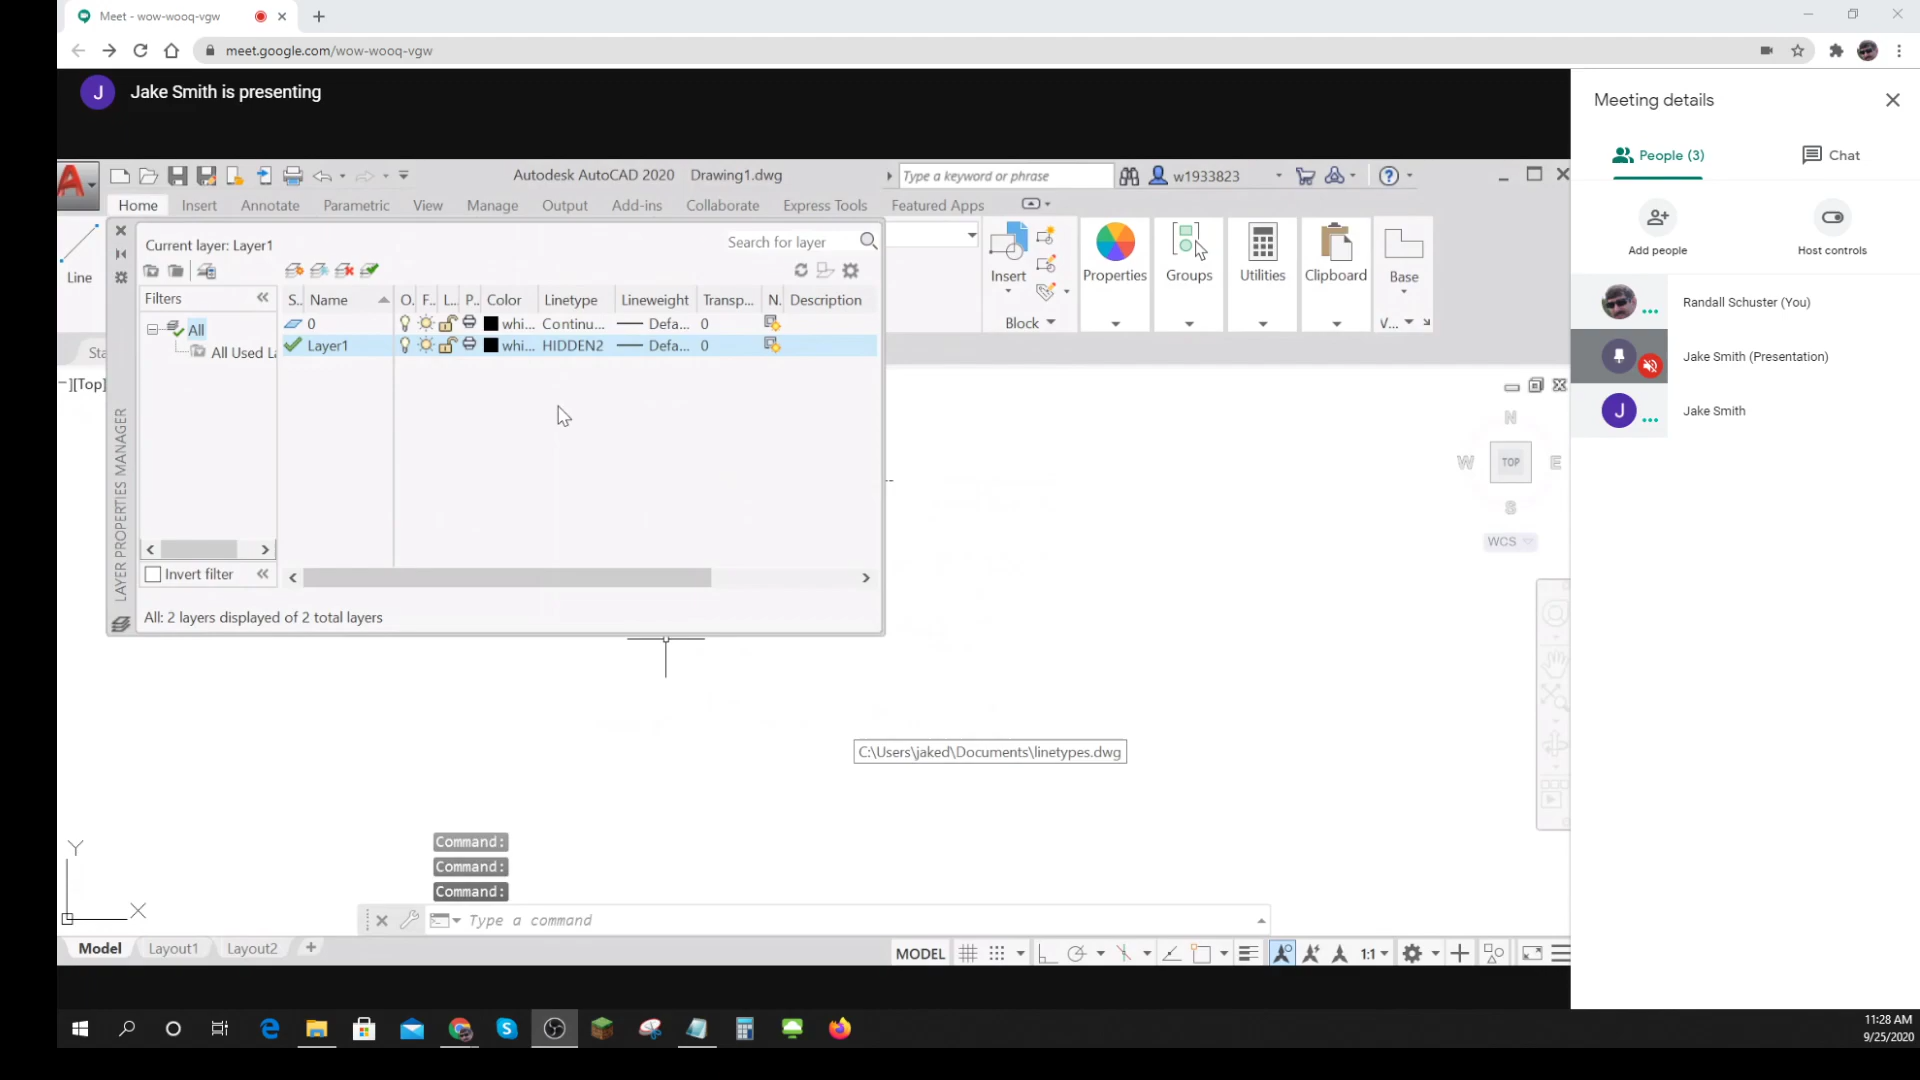 Meet - wow-wooq-vgw
meet.google.com/wow-wooq-vgw
J
Jake Smith is presenting
Meeting details
People (3)
Chat
Add people
Host controls
Randall Schuster (You)
Jake Smith (Presentation)
J
Jake Smith
A
Autodesk AutoCAD 2020 Drawing1.dwg
Type a keyword or phrase
w1933823
Home Insert Annotate Parametric View Manage Output Add-ins Collaborate Express Tools Featured Apps
Line
Insert
Block
Properties
Groups
Utilities
Clipboard
Base
V...
Sta
][Top]
Current layer: Layer1
Search for layer
Filters
S.. Name O. F.. L... P.. Color Linetype Lineweight Transp... N. Description
All
0 whi... Continu... Defa... 0
All Used La
Layer1 whi... HIDDEN2 Defa... 0
Invert filter
All: 2 layers displayed of 2 total layers
LAYER PROPERTIES MANAGER
N
W TOP E
S
WCS
C:\Users\jaked\Documents\linetypes.dwg
Y
X
Command:
Command:
Command:
Type a command
Model Layout1 Layout2 +
MODEL
1:1
11:28 AM
9/25/2020